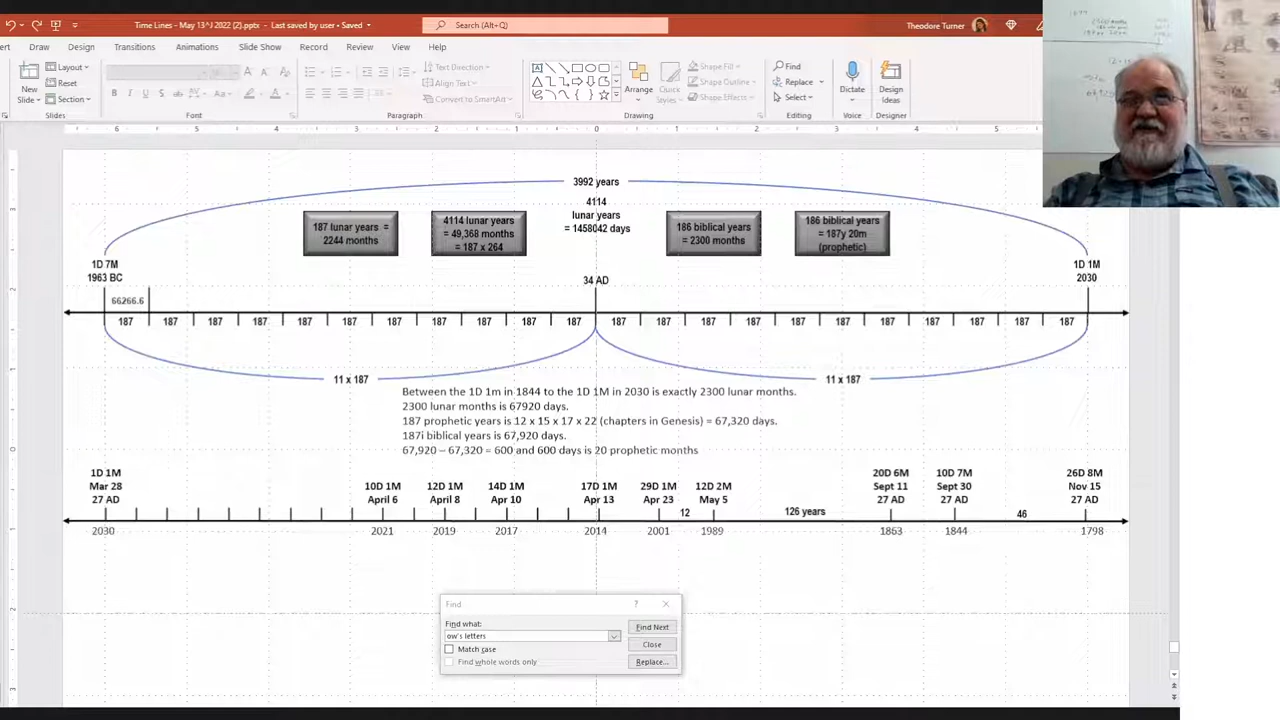 Time Lines - May 13^J 2022 (2).pptx • Last saved by user • Saved
Search (Alt+Q)
Theodore Turner
Draw Design Transitions Animations Slide Show Record Review View Help
New
Slide
Layout
Reset
Section
Slides
Font
Text Direction
Align Text
Convert to SmartArt
Paragraph
Arrange
Quick
Styles
Shape Fill
Shape Outline
Shape Effects
Drawing
Find
Replace
Select
Editing
Dictate
Voice
Design
Ideas
Designer
3992 years
4114
lunar years
= 1458042 days
187 lunar years =
2244 months
4114 lunar years
= 49,368 months
= 187 x 264
186 biblical years
= 2300 months
186 biblical years
= 187y 20m
(prophetic)
1D 7M
1963 BC
34 AD
1D 1M
2030
66266.6
187 187 187 187 187 187 187 187 187 187 187 187 187 187 187 187 187 187 187 187 187 187
11 x 187
11 x 187
Between the 1D 1m in 1844 to the 1D 1M in 2030 is exactly 2300 lunar months.
2300 lunar months is 67920 days.
187 prophetic years is 12 x 15 x 17 x 22 (chapters in Genesis) = 67,320 days.
187i biblical years is 67,920 days.
67,920 – 67,320 = 600 and 600 days is 20 prophetic months
1D 1M
Mar 28
27 AD
10D 1M
April 6
12D 1M
April 8
14D 1M
Apr 10
17D 1M
Apr 13
29D 1M
Apr 23
12D 2M
May 5
20D 6M
Sept 11
27 AD
10D 7M
Sept 30
27 AD
26D 8M
Nov 15
27 AD
12
126 years
46
2030 2021 2019 2017 2014 2001 1989 1863 1844 1798
Find
?
Find what:
ow's letters
Find Next
Match case
Close
Find whole words only
Replace...